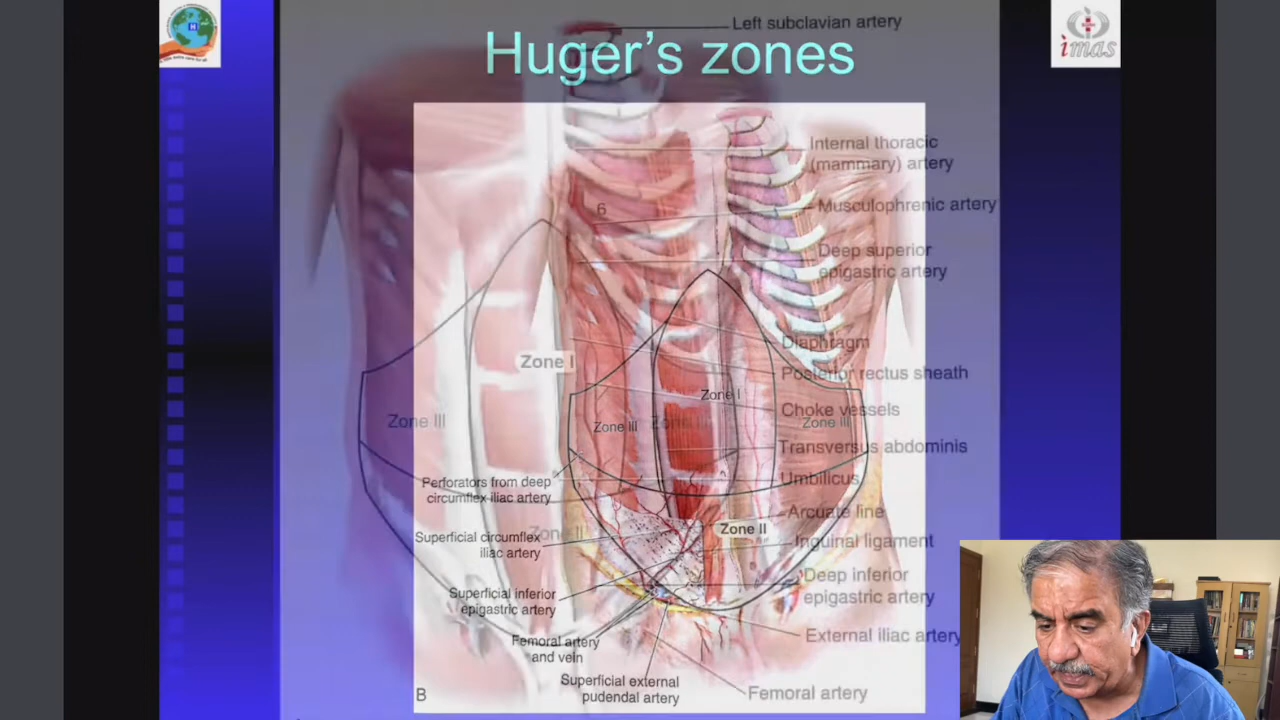 Left subclavian artery
Huger's zones
imas
Internal thoracic
(mammary) artery
Musculophrenic artery
6
Deep superior
epigastric artery
Diaphragm
Zone I
Posterior rectus sheath
Zone I
Choke vessels
Zone III
Zone III
Zone III
Zone III
Transversus abdominis
Umbilicus
Perforators from deep
circumflex iliac artery
Arcuate line
Zone II
Zone II
Superficial circumflex
iliac artery
Inguinal ligament
Deep inferior
epigastric artery
Superficial inferior
epigastric artery
External iliac artery
Femoral artery
and vein
Superficial external
pudendal artery
Femoral artery
B
H